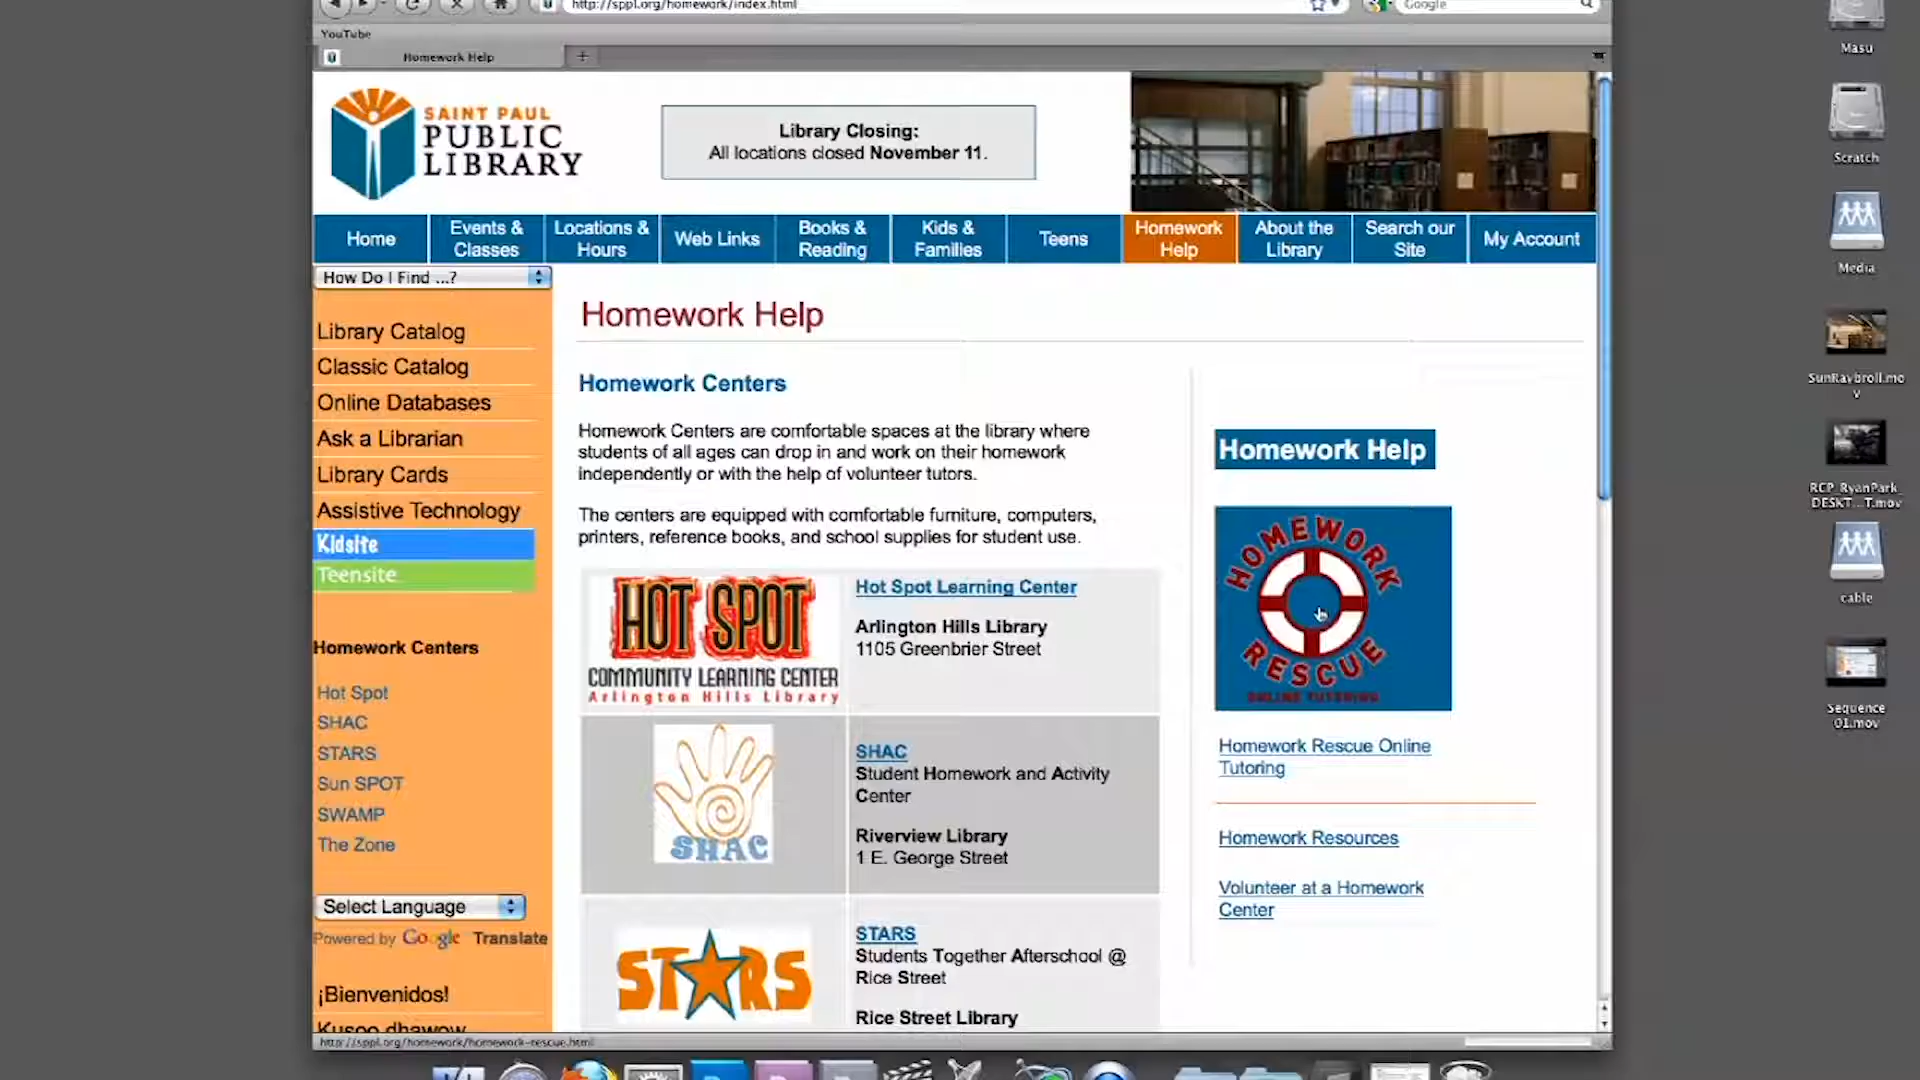 http://sppl.org/homework/index.html
Google
YouTube
Homework Help
SAINT PAUL
PUBLIC
LIBRARY
Library Closing:
All locations closed November 11.
Home
Events & Classes
Locations & Hours
Web Links
Books & Reading
Kids & Families
Teens
Homework Help
About the Library
Search our Site
My Account
How Do I Find ...?
Library Catalog
Classic Catalog
Online Databases
Ask a Librarian
Library Cards
Assistive Technology
Kidsite
Teensite
Homework Centers
Hot Spot
SHAC
STARS
Sun SPOT
SWAMP
The Zone
Select Language
Powered by Google Translate
¡Bienvenidos!
Kusoo dhawow
Homework Help
Homework Centers
Homework Centers are comfortable spaces at the library where
students of all ages can drop in and work on their homework
independently or with the help of volunteer tutors.
The centers are equipped with comfortable furniture, computers,
printers, reference books, and school supplies for student use.
HOT SPOT
COMMUNITY LEARNING CENTER
Arlington Hills Library
Hot Spot Learning Center
Arlington Hills Library
1105 Greenbrier Street
SHAC
SHAC
Student Homework and Activity
Center
Riverview Library
1 E. George Street
STARS
STARS
Students Together Afterschool @
Rice Street
Rice Street Library
Homework Help
HOMEWORK
RESCUE
ONLINE TUTORING
Homework Rescue Online
Tutoring
Homework Resources
Volunteer at a Homework
Center
http://sppl.org/homework/homework-rescue.html
Masu
Scratch
Media
SunRaybroll.mo
v
RCP_RyanPark_
DESKT...T.mov
cable
Sequence
01.mov